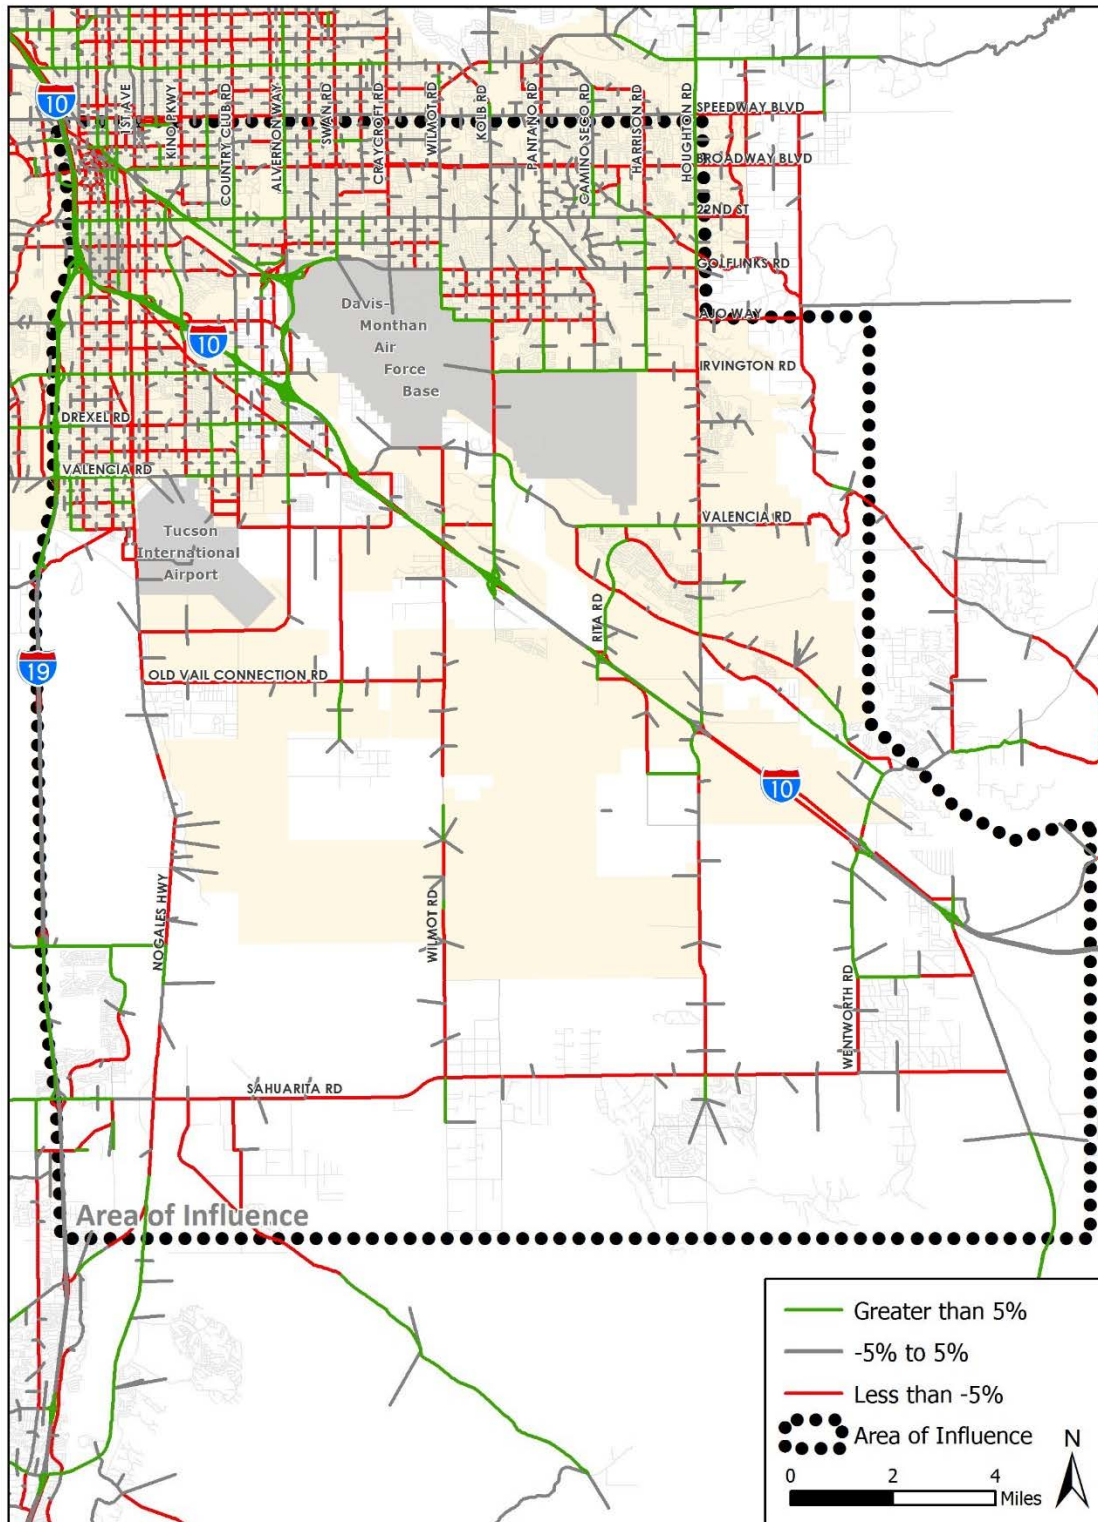 10
1ST AVE
KINO PKWY
COUNTRY CLUB RD
ALVERNON WAY
SWAN RD
CRAYCROFT RD
WILMOT RD
KOLB RD
PANTANO RD
CAMINO SECO RD
HARRISON RD
HOUGHTON RD
SPEEDWAY BLVD
BROADWAY BLVD
22ND ST
GOLF LINKS RD
Davis-
Monthan
Air
Force
Base
AJO WAY
10
IRVINGTON RD
DREXEL RD
VALENCIA RD
VALENCIA RD
Tucson
International
Airport
RITA RD
19
OLD VAIL CONNECTION RD
10
NOGALES HWY
WILMOT RD
WENTWORTH RD
SAHUARITA RD
Area of Influence
Greater than 5%
-5% to 5%
Less than -5%
Area of Influence
N
0 2 4
Miles